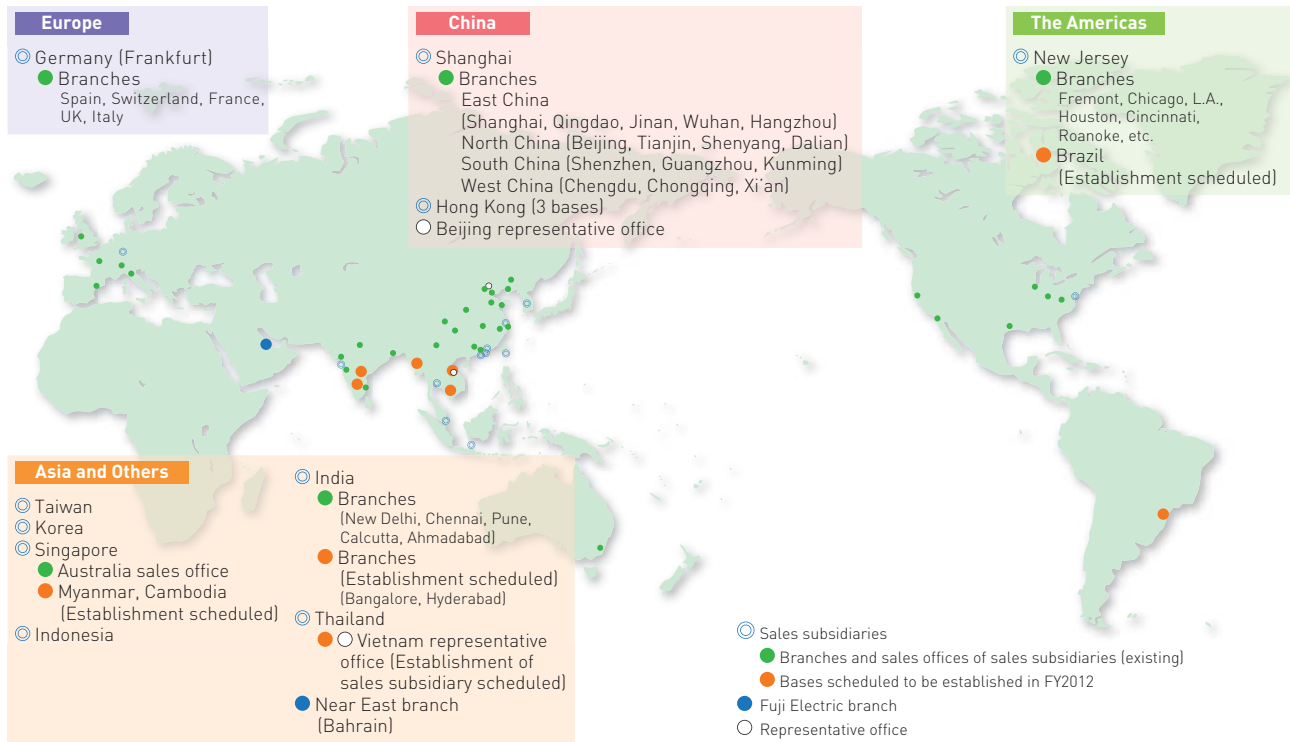 Europe
Germany (Frankfurt)
Branches
Spain, Switzerland, France,
UK, Italy
China
Shanghai
Branches
East China
(Shanghai, Qingdao, Jinan, Wuhan, Hangzhou)
North China (Beijing, Tianjin, Shenyang, Dalian)
South China (Shenzhen, Guangzhou, Kunming)
West China (Chengdu, Chongqing, Xi'an)
Hong Kong (3 bases)
Beijing representative office
The Americas
New Jersey
Branches
Fremont, Chicago, L.A.,
Houston, Cincinnati,
Roanoke, etc.
Brazil
(Establishment scheduled)
Asia and Others
Taiwan
Korea
Singapore
Australia sales office
Myanmar, Cambodia
(Establishment scheduled)
Indonesia
India
Branches
(New Delhi, Chennai, Pune,
Calcutta, Ahmadabad)
Branches
(Establishment scheduled)
(Bangalore, Hyderabad)
Thailand
Vietnam representative
office (Establishment of
sales subsidiary scheduled)
Near East branch
(Bahrain)
Sales subsidiaries
Branches and sales offices of sales subsidiaries (existing)
Bases scheduled to be established in FY2012
Fuji Electric branch
Representative office